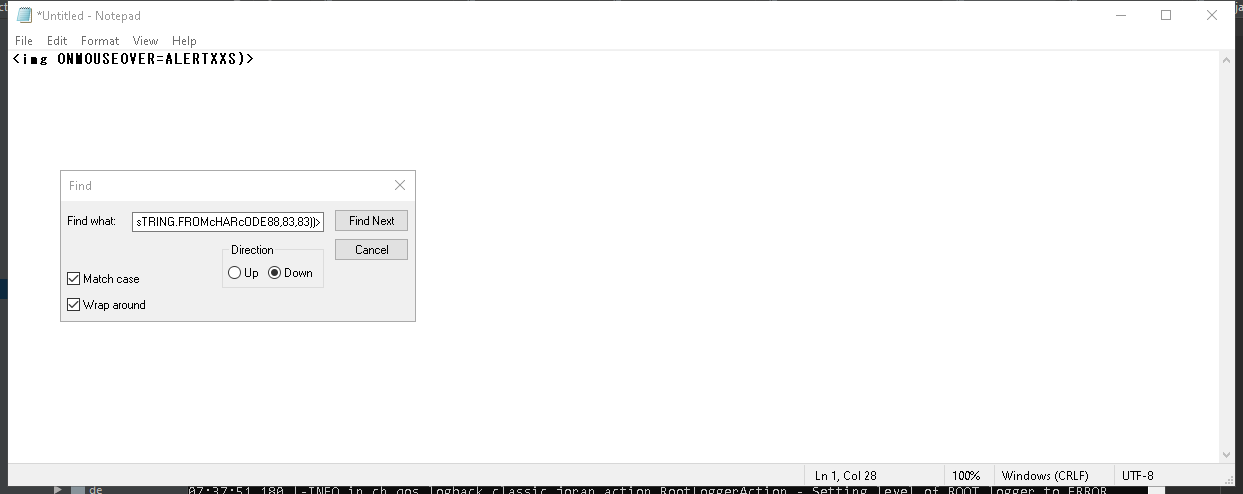 *Untitled - Notepad
File Edit Format View Help
<img ONMOUSEOVER=ALERTXXS)>
Find
Find what: sTRING.FROMcHARcODE88,83,83))> Find Next
Direction Cancel
Up Down
Match case
Wrap around
Ln 1, Col 28 100% Windows (CRLF) UTF-8
de 07:37:51,180 |-INFO in ch.qos.logback.classic.joran.action.RootLoggerAction - Setting level of ROOT logger to ERROR